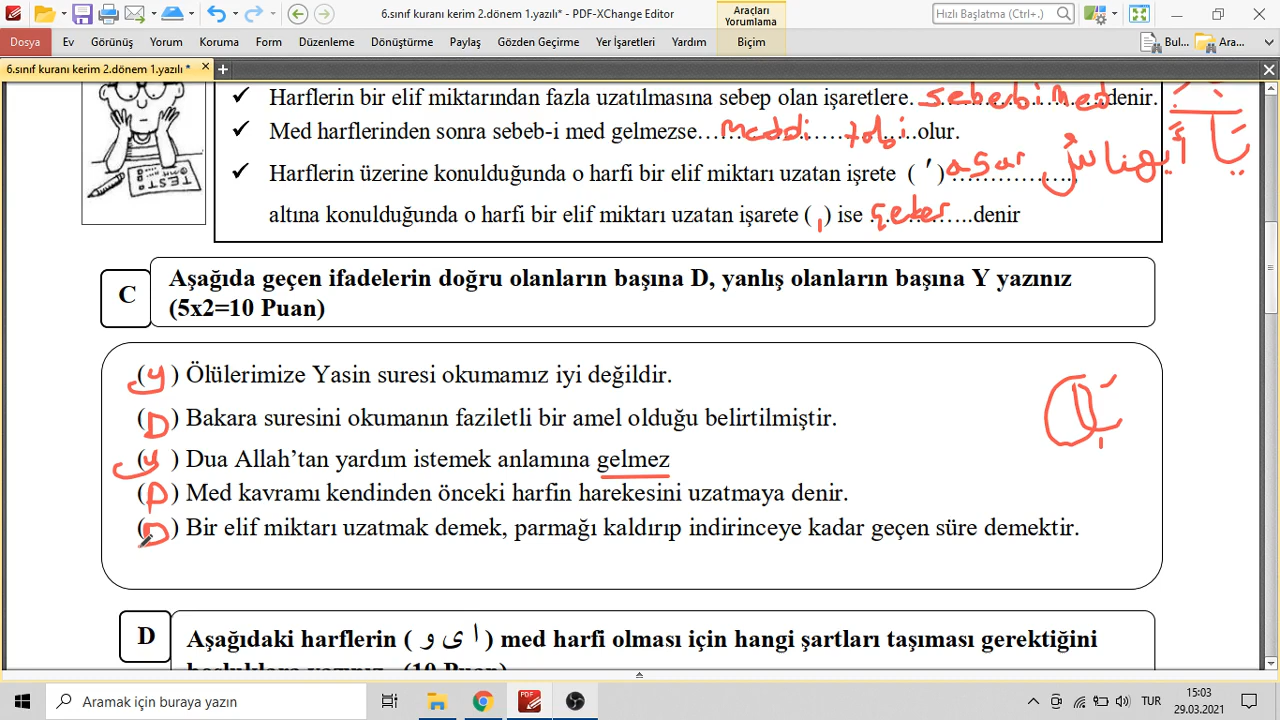 6.sınıf kuranı kerim 2.dönem 1.yazılı* - PDF-XChange Editor
Araçları Yorumlama
Hızlı Başlatma (Ctrl+.)
Dosya Ev Görünüş Yorum Koruma Form Düzenleme Dönüştürme Paylaş Gözden Geçirme Yer İşaretleri Yardım Biçim Bul... Ara...
6.sınıf kuranı kerim 2.dönem 1.yazılı *
✓ Harflerin bir elif miktarından fazla uzatılmasına sebep olan işaretlere. sebebi med denir.
✓ Med harflerinden sonra sebeb-i med gelmezse… meddi tabi olur.
يَا أَيُّهَا
✓ Harflerin üzerine konulduğunda o harfi bir elif miktarı uzatan işrete ( ' ) asar
altına konulduğunda o harfi bir elif miktarı uzatan işarete ( ˌ ) ise çeker …..denir
TEST
C
Aşağıda geçen ifadelerin doğru olanların başına D, yanlış olanların başına Y yazınız
(5x2=10 Puan)
(y) Ölülerimize Yasin suresi okumamız iyi değildir.
(D) Bakara suresini okumanın faziletli bir amel olduğu belirtilmiştir.
(y) Dua Allah’tan yardım istemek anlamına gelmez
(D) Med kavramı kendinden önceki harfin harekesini uzatmaya denir.
(D) Bir elif miktarı uzatmak demek, parmağı kaldırıp indirinceye kadar geçen süre demektir.
بَا
D
Aşağıdaki harflerin ( ا ى و ) med harfi olması için hangi şartları taşıması gerektiğini
boşluklara yazınız. (10 Puan)
Aramak için buraya yazın
TUR
15:03
29.03.2021